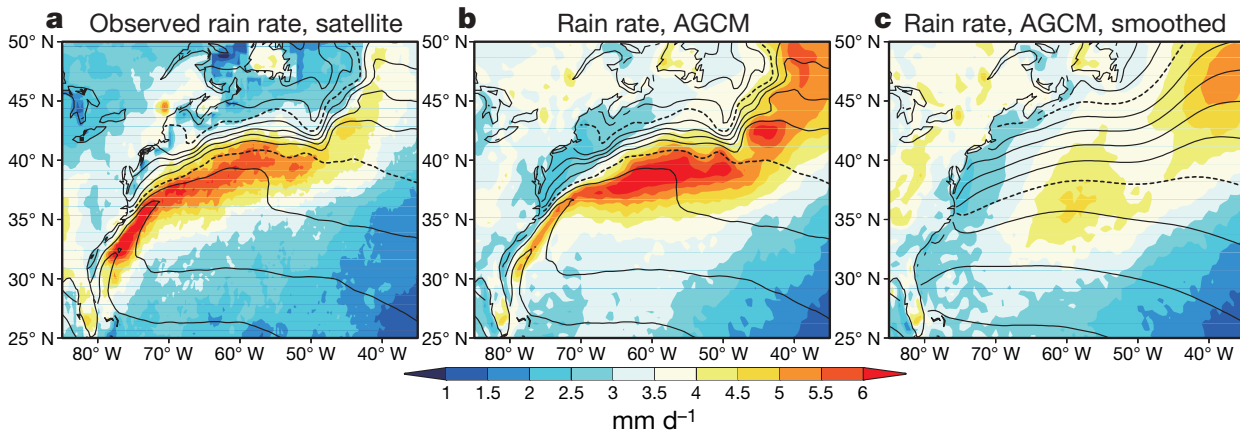 a Observed rain rate, satellite
b Rain rate, AGCM
c Rain rate, AGCM, smoothed
50° N
45° N
40° N
35° N
30° N
25° N
80° W 70° W 60° W 50° W 40° W
50° N
45° N
40° N
35° N
30° N
25° N
80° W 70° W 60° W 50° W 40° W
50° N
45° N
40° N
35° N
30° N
25° N
80° W 70° W 60° W 50° W 40° W
1 1.5 2 2.5 3 3.5 4 4.5 5 5.5 6
mm d⁻¹